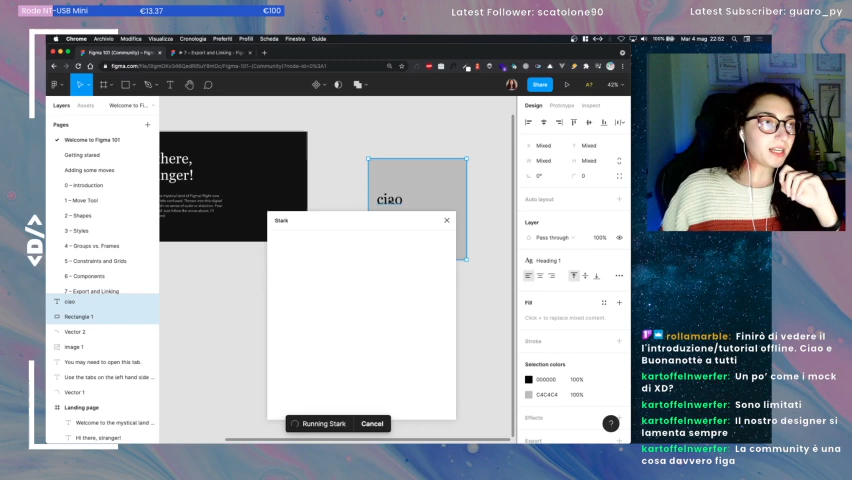 Rode NT-USB Mini €13.37 €100
Latest Follower: scatolone90
Latest Subscriber: guaro_py
Chrome Archivio Modifica Visualizza Cronologia Preferiti Profili Scheda Finestra Guida
100% Mar 4 mag 22:52
Figma 101 (Community) – Fig
7 – Export and Linking – Fig
Share A? 42%
Layers Assets Welcome to Fi...
Pages
Welcome to Figma 101
Getting stared
Adding some moves
0 – Introduction
1 – Move Tool
2 – Shapes
3 – Styles
4 – Groups vs. Frames
5 – Constraints and Grids
6 – Components
7 – Export and Linking
ciao
Rectangle 1
Vector 2
image 1
You may need to open this tab.
Use the tabs on the left hand side ...
Vector 1
Landing page
Welcome to the mystical land ...
Hi there, stranger!
here,
nger!
ciao
Stark
Running Stark Cancel
Design Prototype Inspect
X Mixed Y Mixed
W Mixed H Mixed
0° 0
Auto layout
Layer
Pass through 100%
Ag Heading 1
Fill
Click + to replace mixed content.
Stroke
Selection colors
000000 100%
C4C4C4 100%
Effects
Export
?
<D/>
rollamarble: Finirò di vedere il
l'introduzione/tutorial offline. Ciao e
Buonanotte a tutti
kartoffelnwerfer: Un po' come i mock
di XD?
kartoffelnwerfer: Sono limitati
kartoffelnwerfer: Il nostro designer si
lamenta sempre
kartoffelnwerfer: La community è una
cosa davvero figa